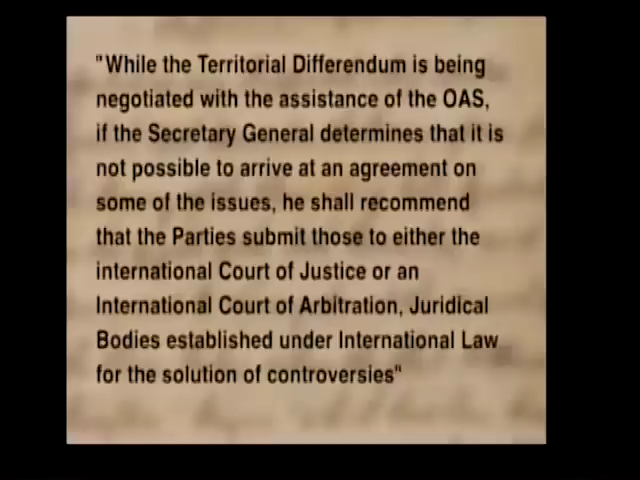 "While the Territorial Differendum is being
negotiated with the assistance of the OAS,
if the Secretary General determines that it is
not possible to arrive at an agreement on
some of the issues, he shall recommend
that the Parties submit those to either the
international Court of Justice or an
International Court of Arbitration, Juridical
Bodies established under International Law
for the solution of controversies"